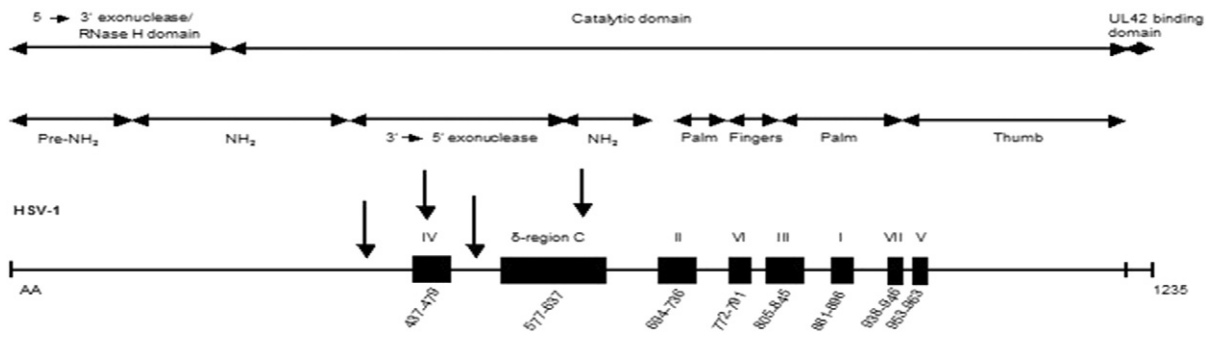 5 → 3´ exonuclease/
RNase H domain
Catalytic domain
UL42 binding
domain
Pre-NH₂
NH₂
3´ → 5´ exonuclease
NH₂
Palm
Fingers
Palm
Thumb
HSV-1
IV
δ-region C
II
VI
III
I
VII
V
AA
437-479
577-637
694-736
772-791
805-845
881-896
938-946
953-963
1235